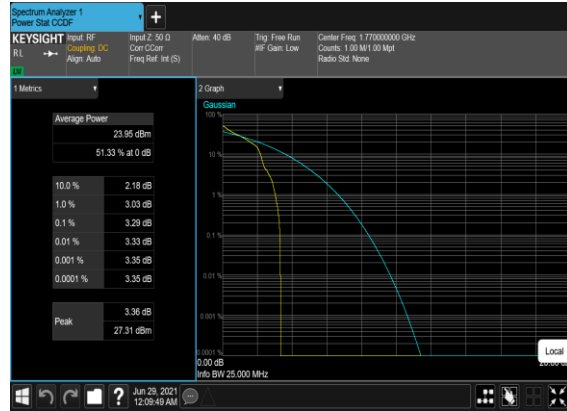 Spectrum Analyzer 1
Power Stat CCDF
KEYSIGHT
RL
Input: RF
Coupling: DC
Align: Auto
Input Z: 50 Ω
Corr CCorr
Freq Ref: Int (S)
Atten: 40 dB
Trig: Free Run
#IF Gain: Low
Center Freq: 1.770000000 GHz
Counts: 1.00 M/1.00 Mpt
Radio Std: None
1 Metrics
Average Power
23.95 dBm
51.33 % at 0 dB
10.0 % 2.18 dB
1.0 % 3.03 dB
0.1 % 3.29 dB
0.01 % 3.33 dB
0.001 % 3.35 dB
0.0001 % 3.35 dB
Peak
3.36 dB
27.31 dBm
2 Graph
Gaussian
100 %
10 %
1 %
0.1 %
0.01 %
0.001 %
0.0001 %
0.00 dB
Info BW 25.000 MHz
Local
?
Jun 29, 2021
12:09:49 AM